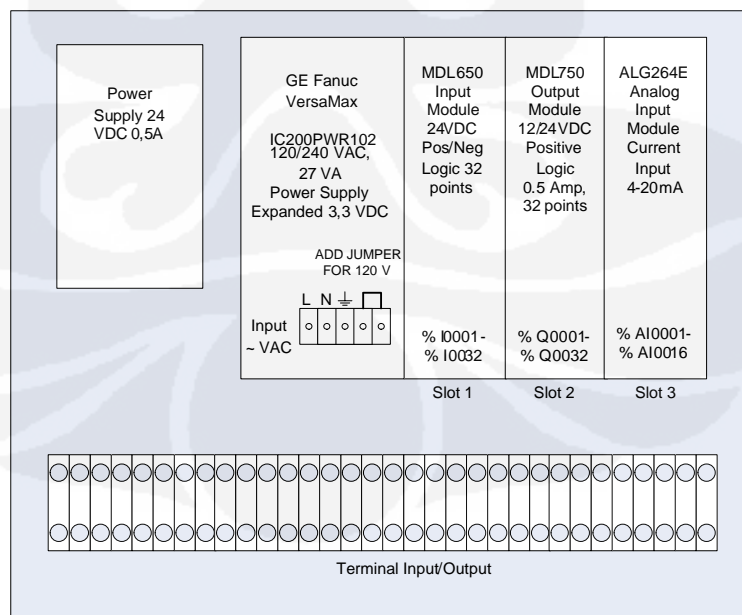 Power
Supply 24
VDC 0,5A
GE Fanuc
VersaMax
IC200PWR102
120/240 VAC,
27 VA
Power Supply
Expanded 3,3 VDC
ADD JUMPER
FOR 120 V
L N
Input
~ VAC
MDL650
Input
Module
24VDC
Pos/Neg
Logic 32
points
% I0001-
% I0032
Slot 1
MDL750
Output
Module
12/24VDC
Positive
Logic
0.5 Amp,
32 points
% Q0001-
% Q0032
Slot 2
ALG264E
Analog
Input
Module
Current
Input
4-20mA
% AI0001-
% AI0016
Slot 3
Terminal Input/Output